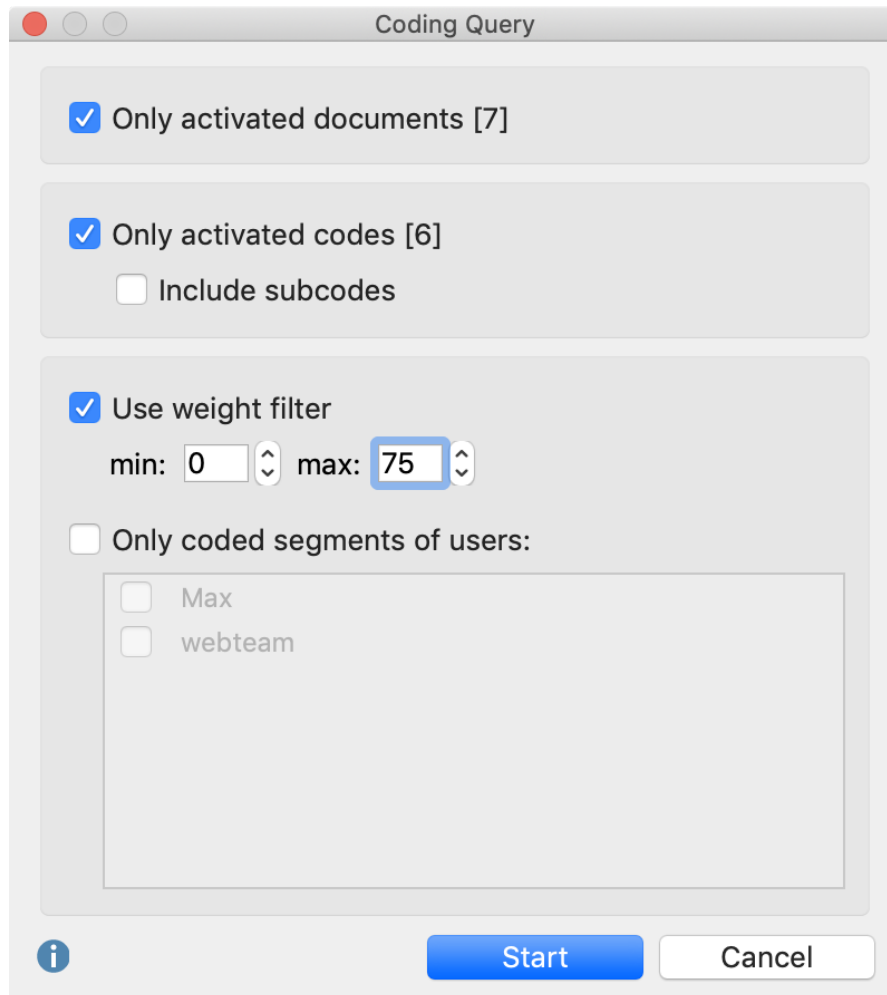 Coding Query
Only activated documents [7]
Only activated codes [6]
Include subcodes
Use weight filter
min: 0 max: 75
Only coded segments of users:
Max
webteam
i Start Cancel